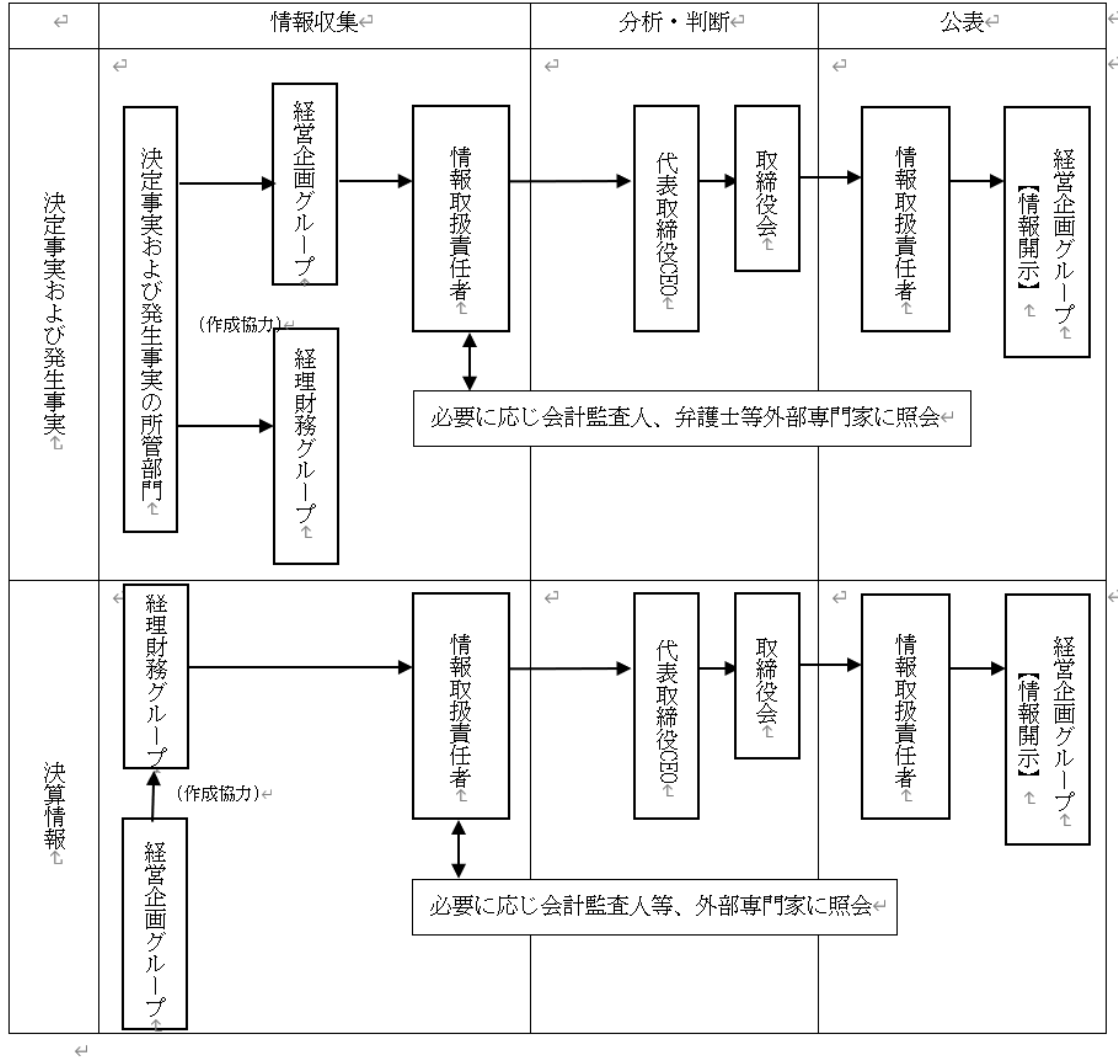 情報収集
分析・判断
公表
決定事実および発生事実
決定事実および発生事実の所管部門
経営企画グループ
(作成協力)
経理財務グループ
情報取扱責任者
必要に応じ会計監査人、弁護士等外部専門家に照会
代表取締役CEO
取締役会
情報取扱責任者
経営企画グループ
【情報開示】
決算情報
経理財務グループ
(作成協力)
経営企画グループ
情報取扱責任者
必要に応じ会計監査人等、外部専門家に照会
代表取締役CEO
取締役会
情報取扱責任者
経営企画グループ
【情報開示】